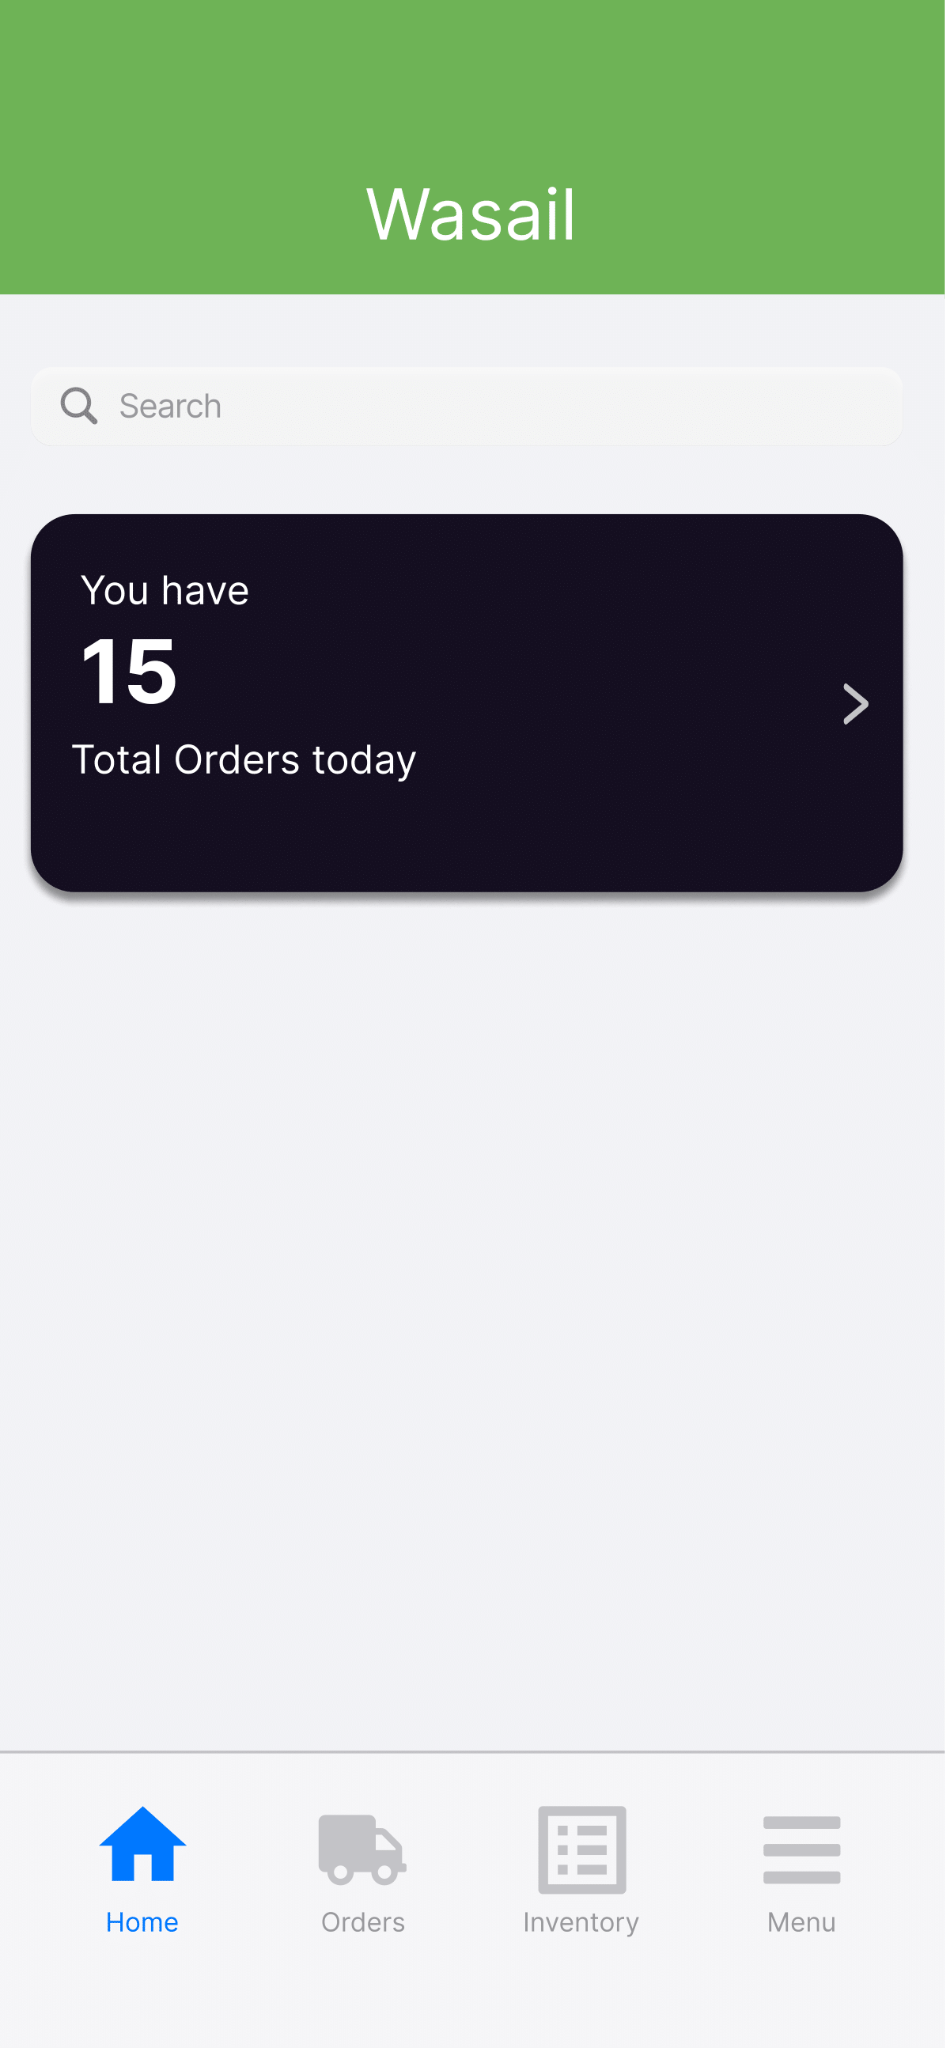 Wasail
Search
You have
15
Total Orders today
Home
Orders
Inventory
Menu